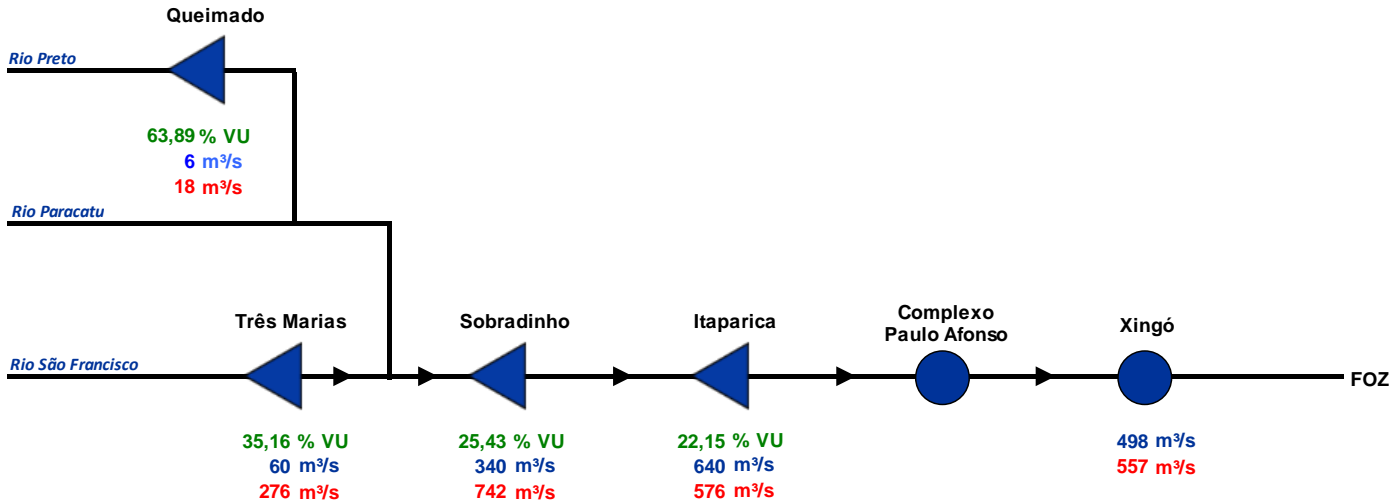 Queimado
Rio Preto
63,89 % VU
6 m³/s
18 m³/s
Rio Paracatu
Três Marias
Sobradinho
Itaparica
Complexo
Paulo Afonso
Xingó
Rio São Francisco
FOZ
35,16 % VU
60 m³/s
276 m³/s
25,43 % VU
340 m³/s
742 m³/s
22,15 % VU
640 m³/s
576 m³/s
498 m³/s
557 m³/s